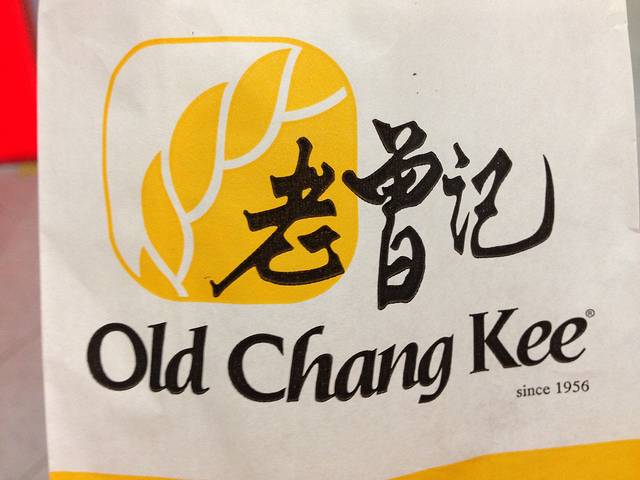 老曾记
Old Chang Kee®
since 1956